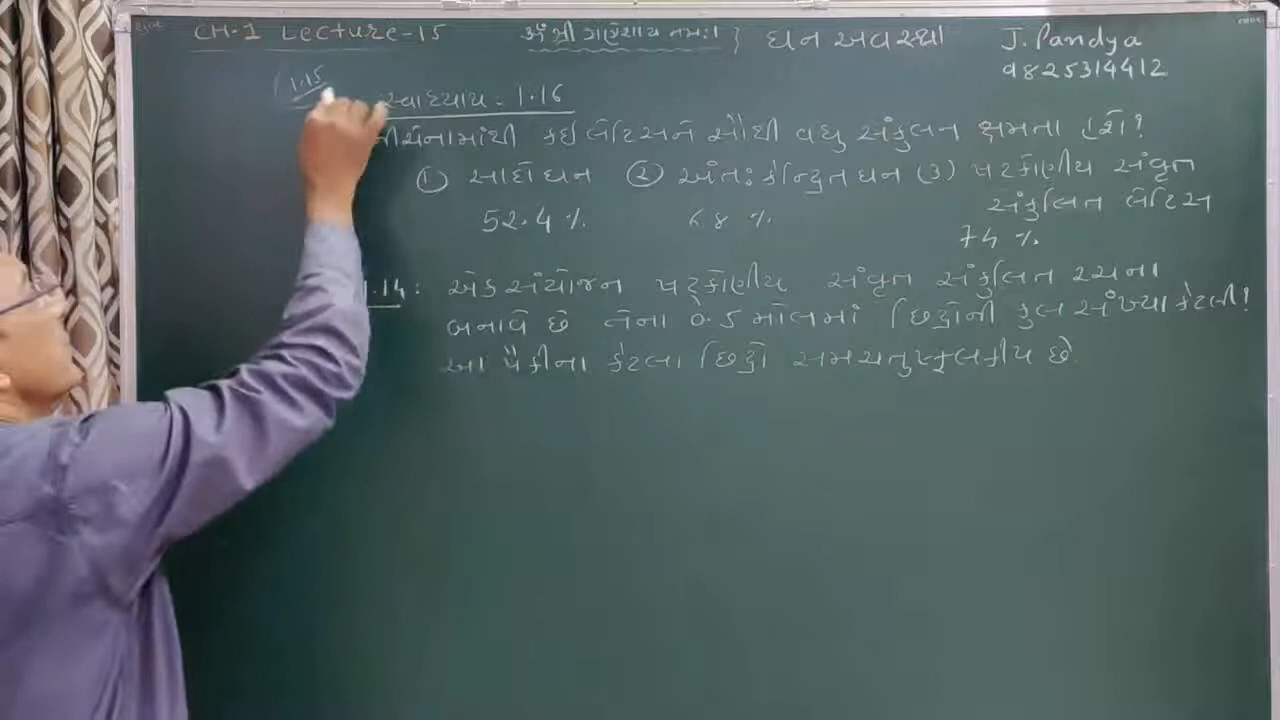 CH.1 Lecture-15 ૐ શ્રી ગણેશાય નમઃ। } ઘન અવસ્થા J. Pandya
9825314412
1.15
સ્વાધ્યાય - 1.16
નીચેનામાંથી કઇ લેટિસને સૌથી વધુ સંકુલન ક્ષમતા હશે?
① સાદો ઘન ② અંતઃકેન્દ્રિત ઘન (3) ષટ્કોણીય સંવૃત
સંકુલિત લેટિસ
52.4 % 68 % 74 %
1.14: એક સંયોજન ષટ્કોણીય સંવૃત સંકુલિત રચના
બનાવે છે તેના 0.5 મોલમાં છિદ્રોની કુલ સંખ્યા કેટલી?
આ પૈકીના કેટલા છિદ્રો સમચતુષ્ફલકીય છે.